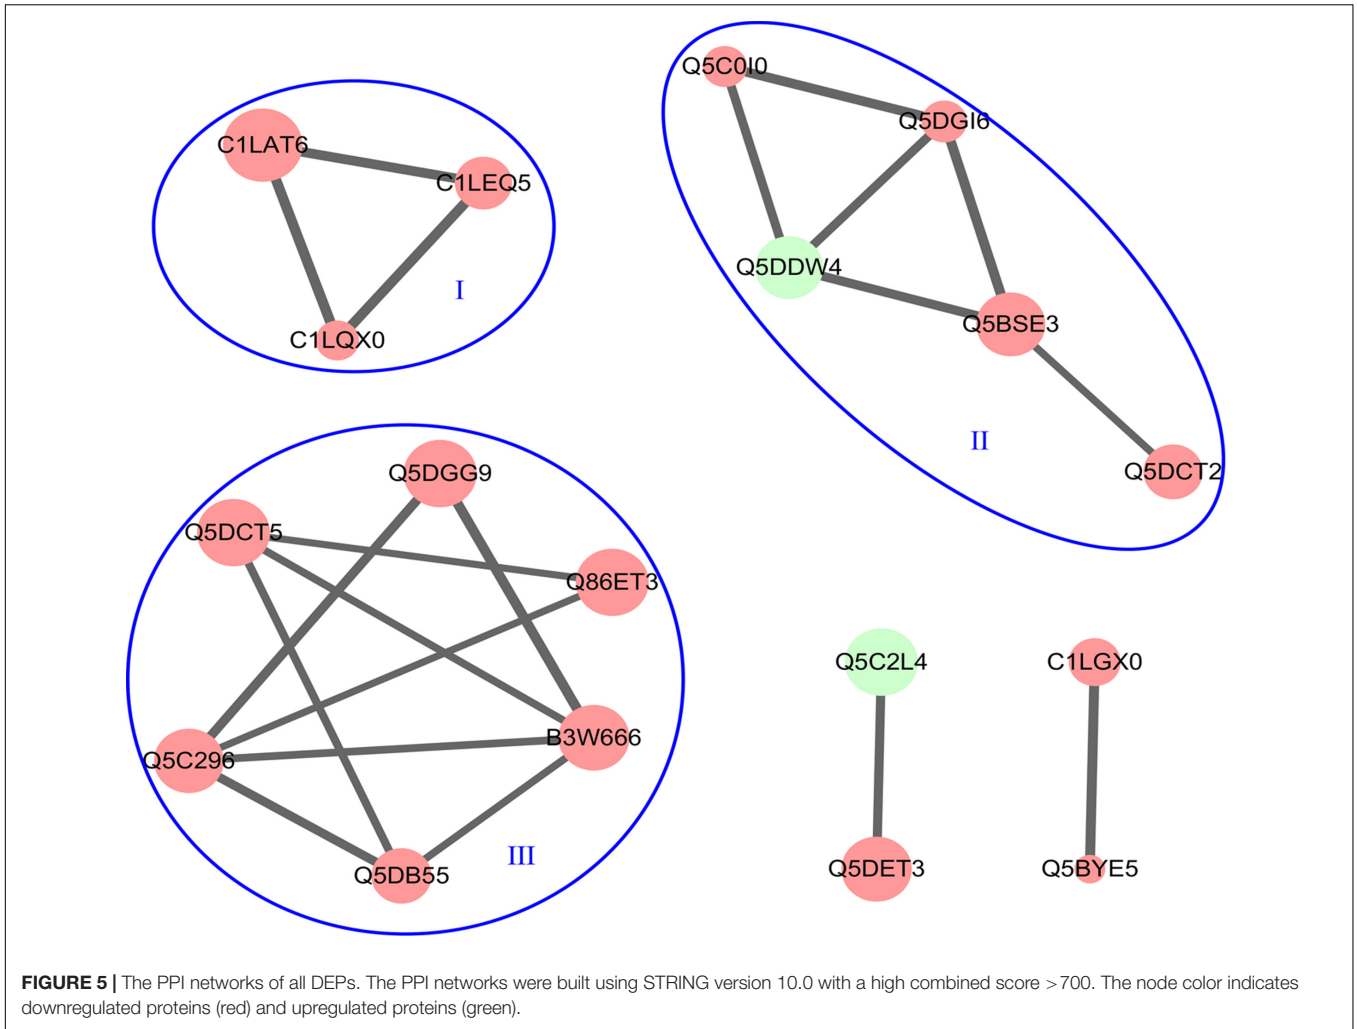 Q5C0I0
Q5DGI6
C1LAT6
C1LEQ5
Q5DDW4
I
C1LQX0
Q5BSE3
II
Q5DCT2
Q5DGG9
Q5DCT5
Q86ET3
B3W666
Q5C296
III
Q5DB55
Q5C2L4
C1LGX0
Q5DET3
Q5BYE5
FIGURE 5 | The PPI networks of all DEPs. The PPI networks were built using STRING version 10.0 with a high combined score >700. The node color indicates
downregulated proteins (red) and upregulated proteins (green).